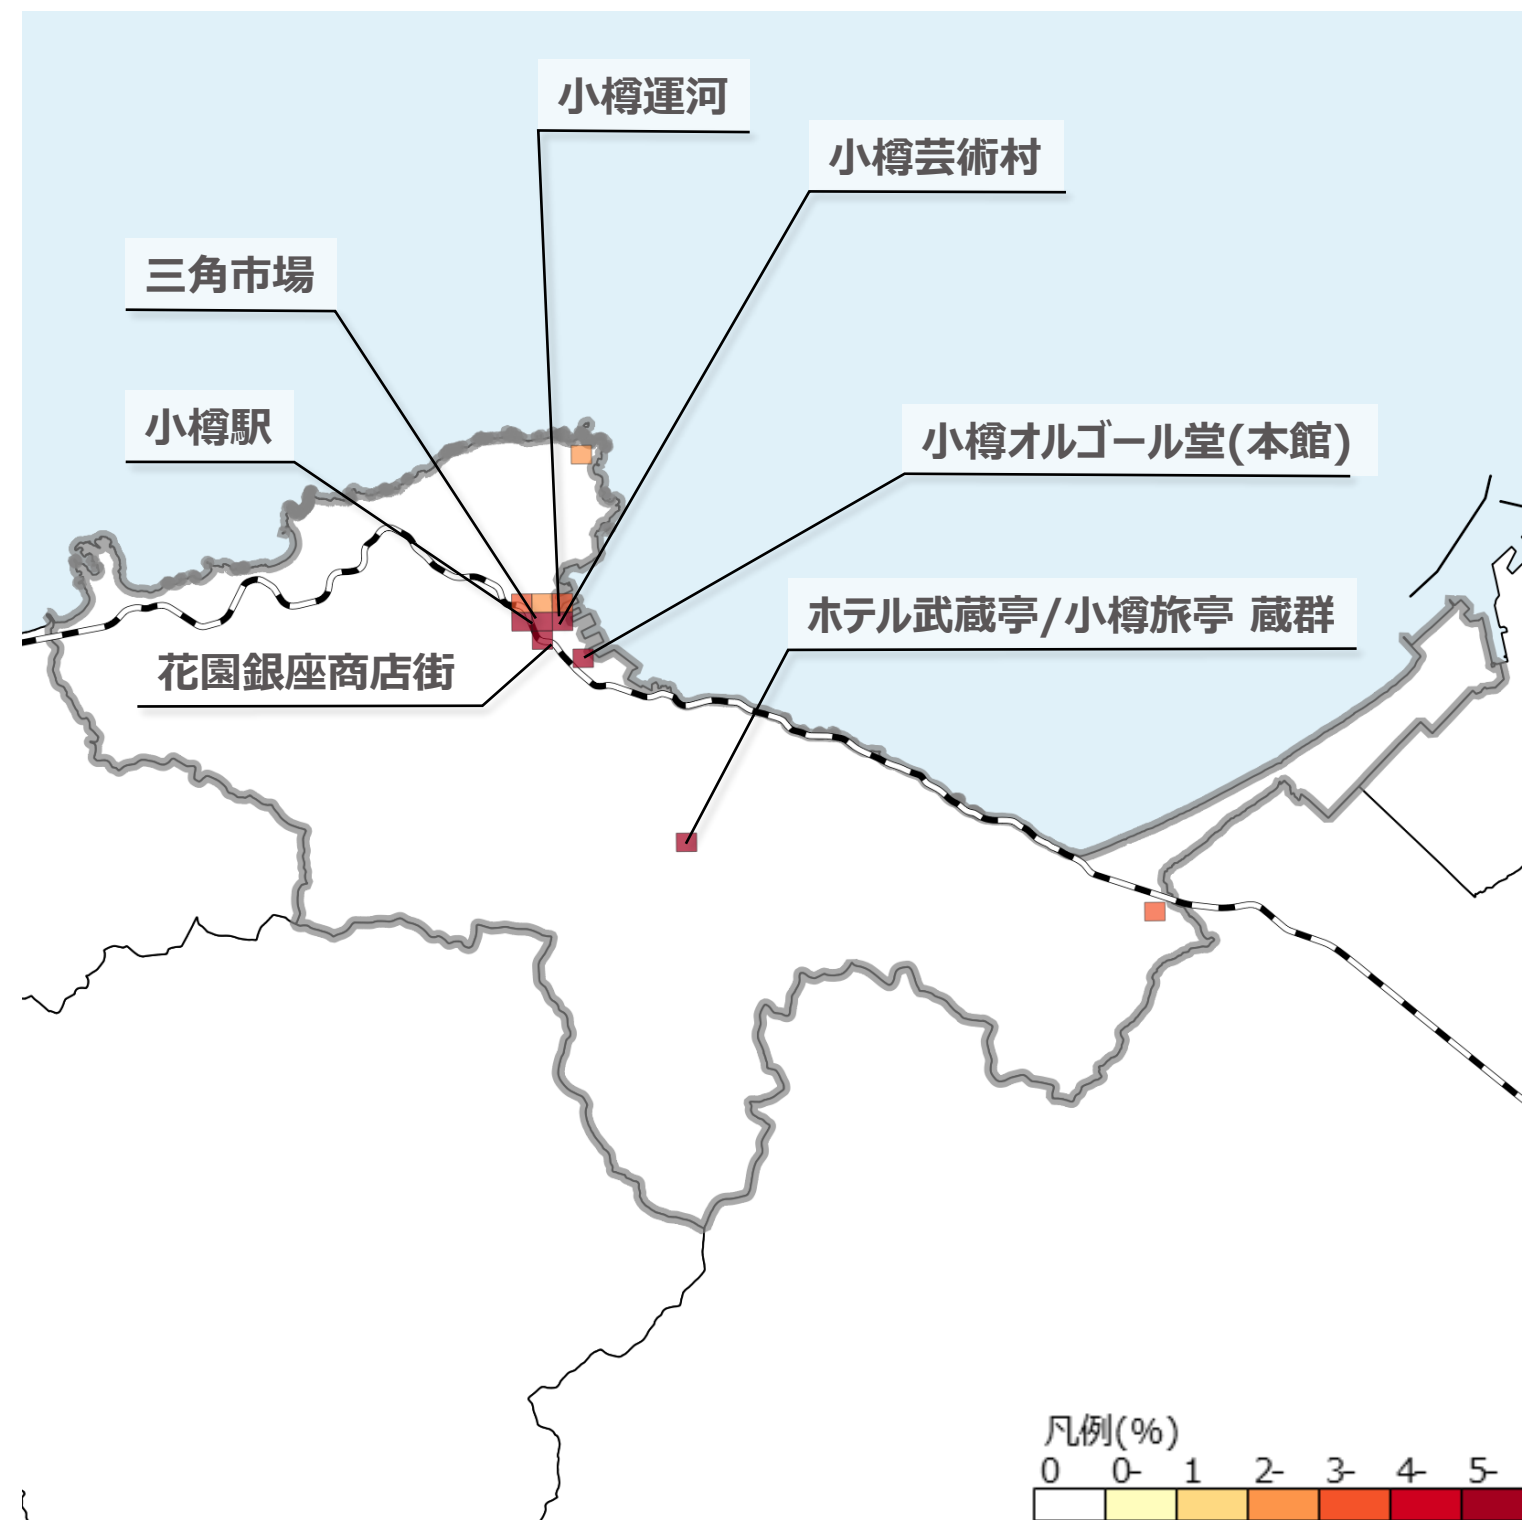 小樽運河
小樽芸術村
三角市場
小樽駅
小樽オルゴール堂(本館)
ホテル武蔵亭/小樽旅亭 蔵群
花園銀座商店街
凡例(%)
0 0- 1 2- 3- 4- 5-